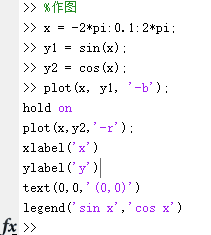 >> %作图
>> x = -2*pi:0.1:2*pi;
>> y1 = sin(x);
>> y2 = cos(x);
>> plot(x, y1, '-b');
hold on
plot(x,y2,'-r');
xlabel('x')
ylabel('y')
text(0,0,'(0,0)')
legend('sin x','cos x')
fx >>